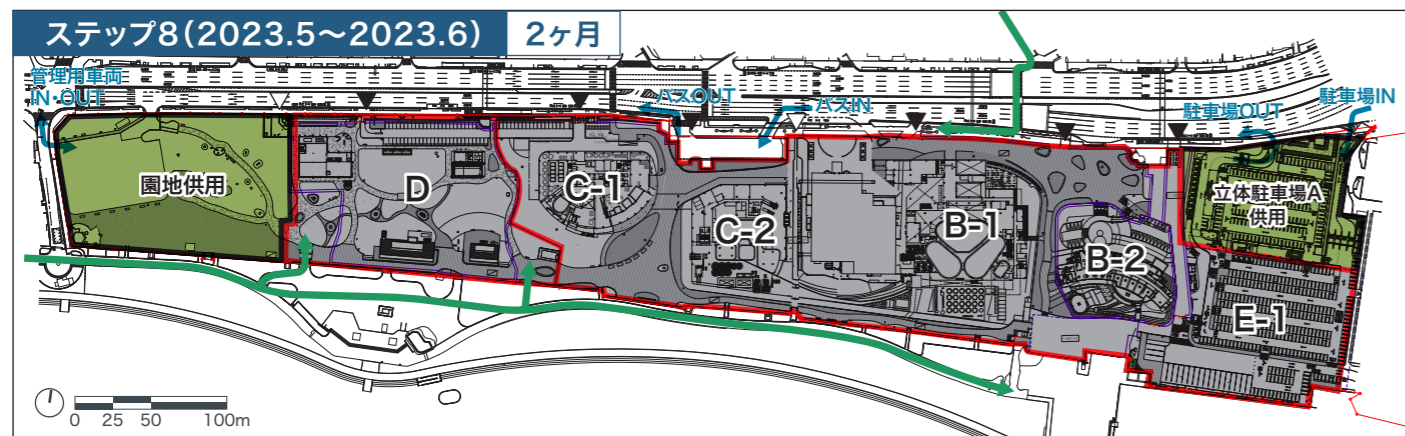 ステップ8(2023.5〜2023.6)
2ヶ月
管理用車両
IN・OUT
バスOUT
バスIN
駐車場OUT
駐車場IN
園地供用
D
C-1
C-2
B-1
B-2
立体駐車場A
供用
E-1
0 25 50 100m